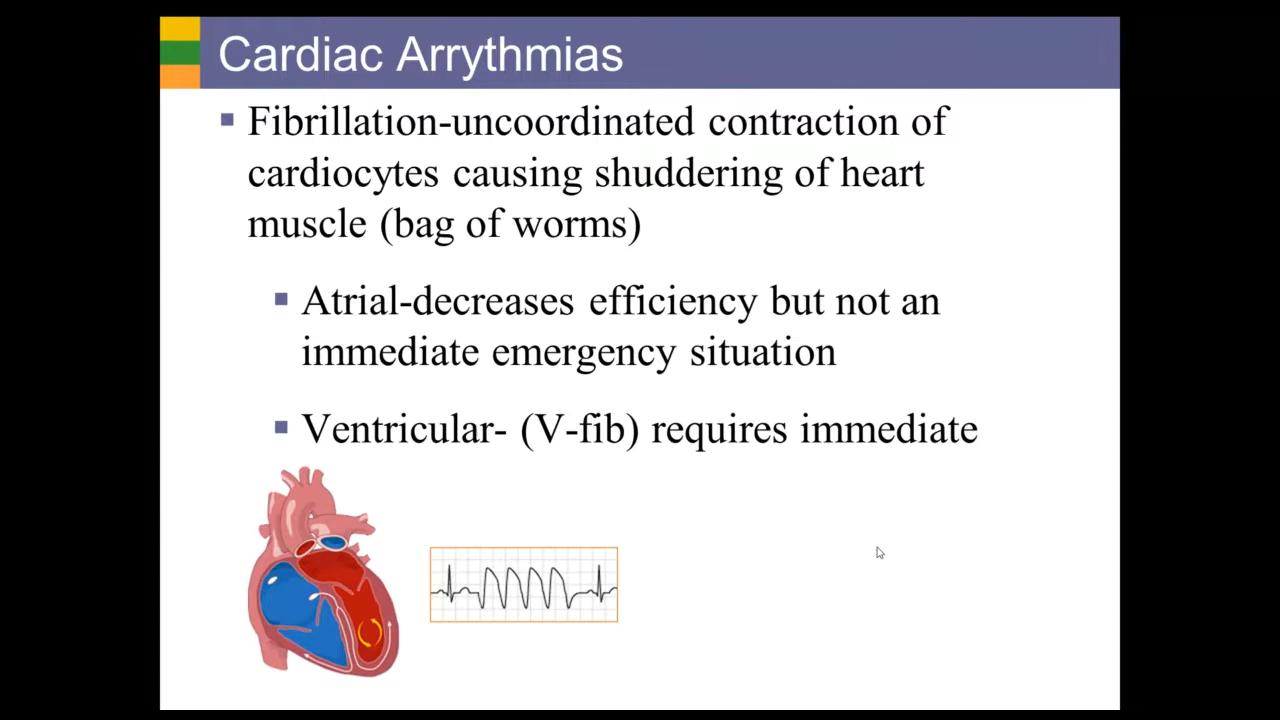 Cardiac Arrythmias
Fibrillation-uncoordinated contraction of
cardiocytes causing shuddering of heart
muscle (bag of worms)
Atrial-decreases efficiency but not an
immediate emergency situation
Ventricular- (V-fib) requires immediate